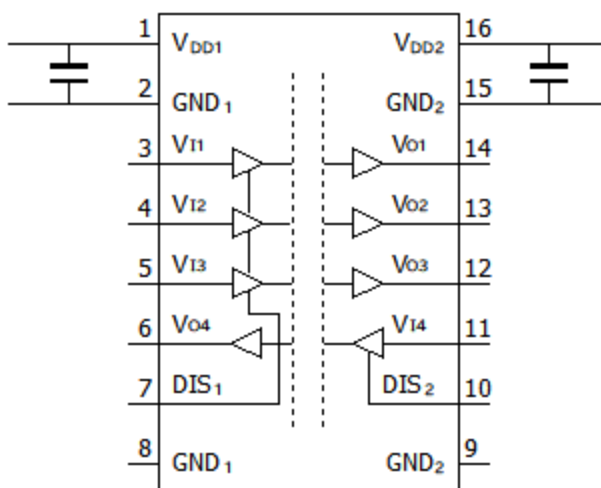 1 VDD1 VDD2 16
2 GND1 GND2 15
3 VI1 VO1 14
4 VI2 VO2 13
5 VI3 VO3 12
6 VO4 VI4 11
7 DIS1 DIS2 10
8 GND1 GND2 9